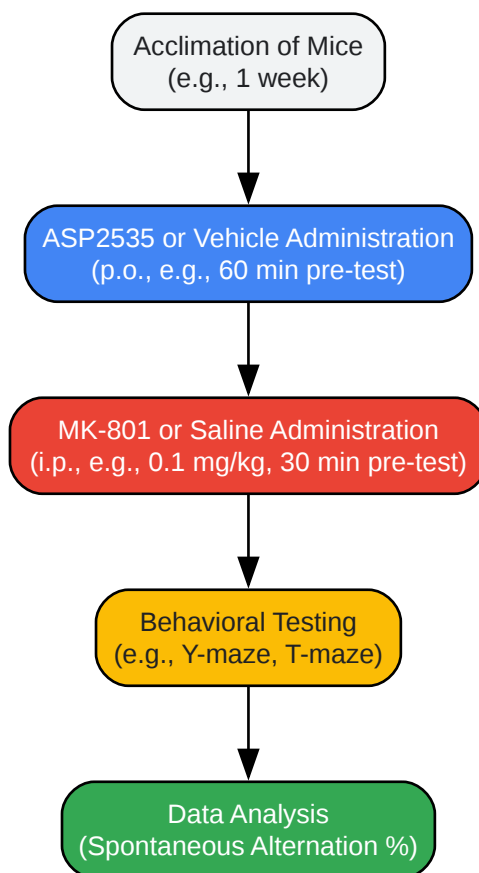 Acclimation of Mice
(e.g., 1 week)
ASP2535 or Vehicle Administration
(p.o., e.g., 60 min pre-test)
MK-801 or Saline Administration
(i.p., e.g., 0.1 mg/kg, 30 min pre-test)
Behavioral Testing
(e.g., Y-maze, T-maze)
Data Analysis
(Spontaneous Alternation %)